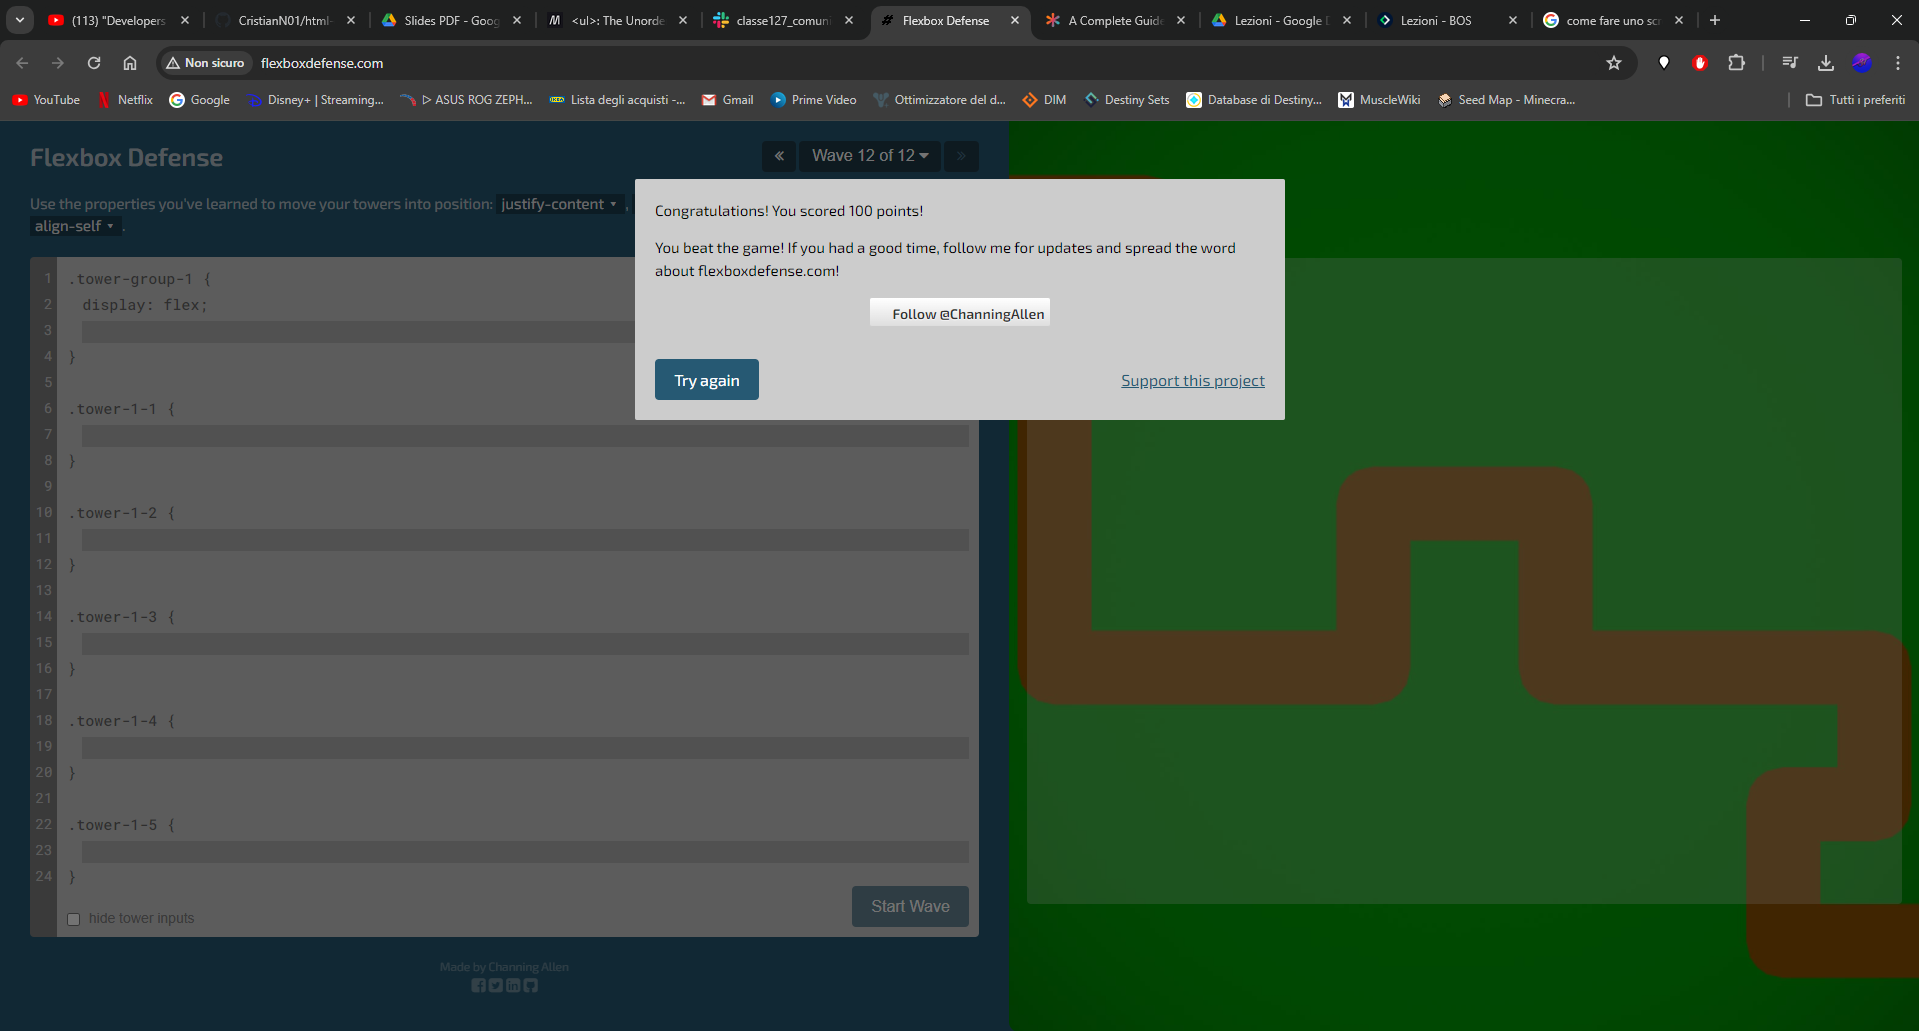 (113) "Developers
CristianN01/html-
Slides PDF - Goog
<ul>: The Unorde
classe127_comuni
Flexbox Defense
A Complete Guide
Lezioni - Google D
Lezioni - BOS
come fare uno scr
Non sicuro
flexboxdefense.com
YouTube
Netflix
Google
Disney+ | Streaming...
ASUS ROG ZEPH...
Lista degli acquisti -...
Gmail
Prime Video
Ottimizzatore del d...
DIM
Destiny Sets
Database di Destiny...
MuscleWiki
Seed Map - Minecra...
Tutti i preferiti
Flexbox Defense
« Wave 12 of 12 »
Use the properties you've learned to move your towers into position: justify-content ,
align-self .
Congratulations! You scored 100 points!
You beat the game! If you had a good time, follow me for updates and spread the word
about flexboxdefense.com!
Follow @ChanningAllen
Try again
Support this project
1 .tower-group-1 {
2 display: flex;
3
4 }
5
6 .tower-1-1 {
7
8 }
9
10 .tower-1-2 {
11
12 }
13
14 .tower-1-3 {
15
16 }
17
18 .tower-1-4 {
19
20 }
21
22 .tower-1-5 {
23
24 }
hide tower inputs
Start Wave
Made by Channing Allen